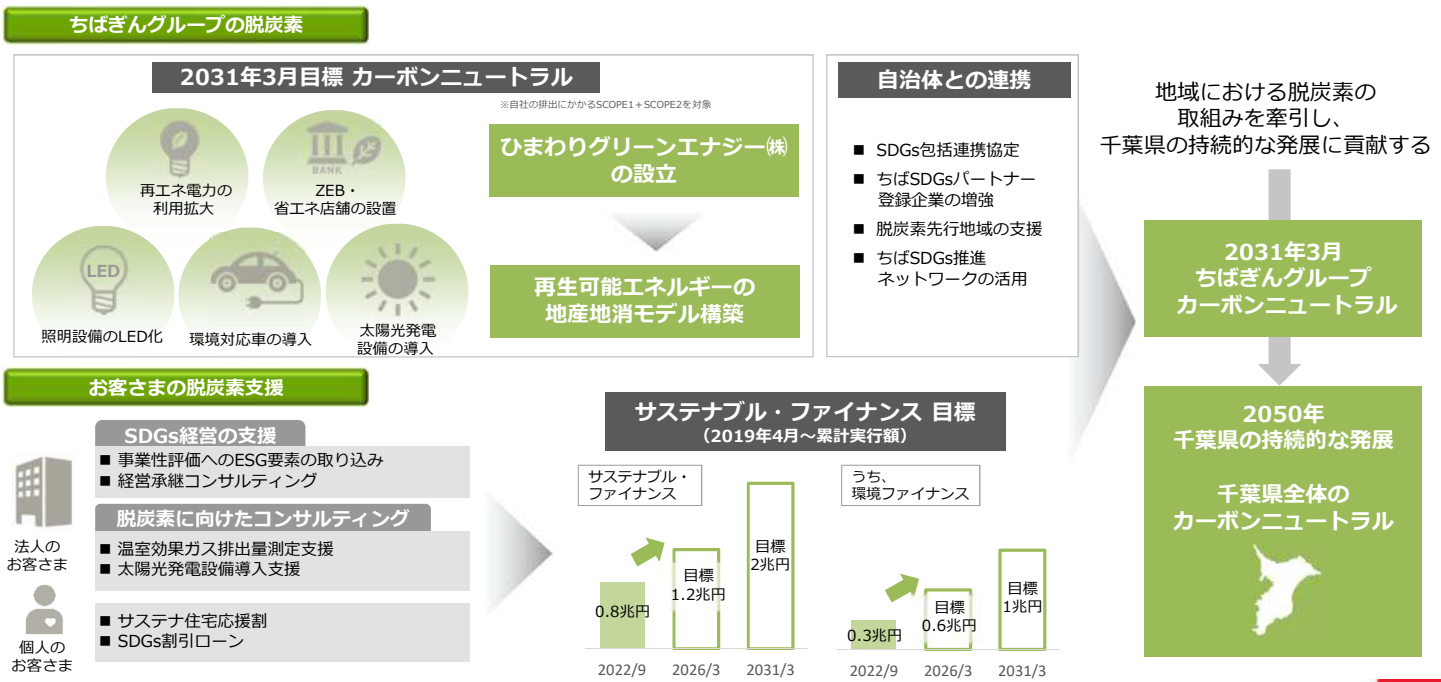 ちばぎんグループの脱炭素
2031年3月目標 カーボンニュートラル
※自社の排出にかかるSCOPE1+SCOPE2を対象
再エネ電力の
利用拡大
BANK
ZEB・
省エネ店舗の設置
LED
照明設備のLED化
環境対応車の導入
太陽光発電
設備の導入
ひまわりグリーンエナジー㈱
の設立
再生可能エネルギーの
地産地消モデル構築
自治体との連携
■ SDGs包括連携協定
■ ちばSDGsパートナー
登録企業の増強
■ 脱炭素先行地域の支援
■ ちばSDGs推進
ネットワークの活用
地域における脱炭素の
取組みを牽引し、
千葉県の持続的な発展に貢献する
2031年3月
ちばぎんグループ
カーボンニュートラル
2050年
千葉県の持続的な発展
千葉県全体の
カーボンニュートラル
お客さまの脱炭素支援
法人の
お客さま
SDGs経営の支援
■ 事業性評価へのESG要素の取り込み
■ 経営承継コンサルティング
脱炭素に向けたコンサルティング
■ 温室効果ガス排出量測定支援
■ 太陽光発電設備導入支援
個人の
お客さま
■ サステナ住宅応援割
■ SDGs割引ローン
サステナブル・ファイナンス 目標
(2019年4月~累計実行額)
サステナブル・
ファイナンス
0.8兆円
目標
1.2兆円
目標
2兆円
2022/9 2026/3 2031/3
うち、
環境ファイナンス
0.3兆円
目標
0.6兆円
目標
1兆円
2022/9 2026/3 2031/3